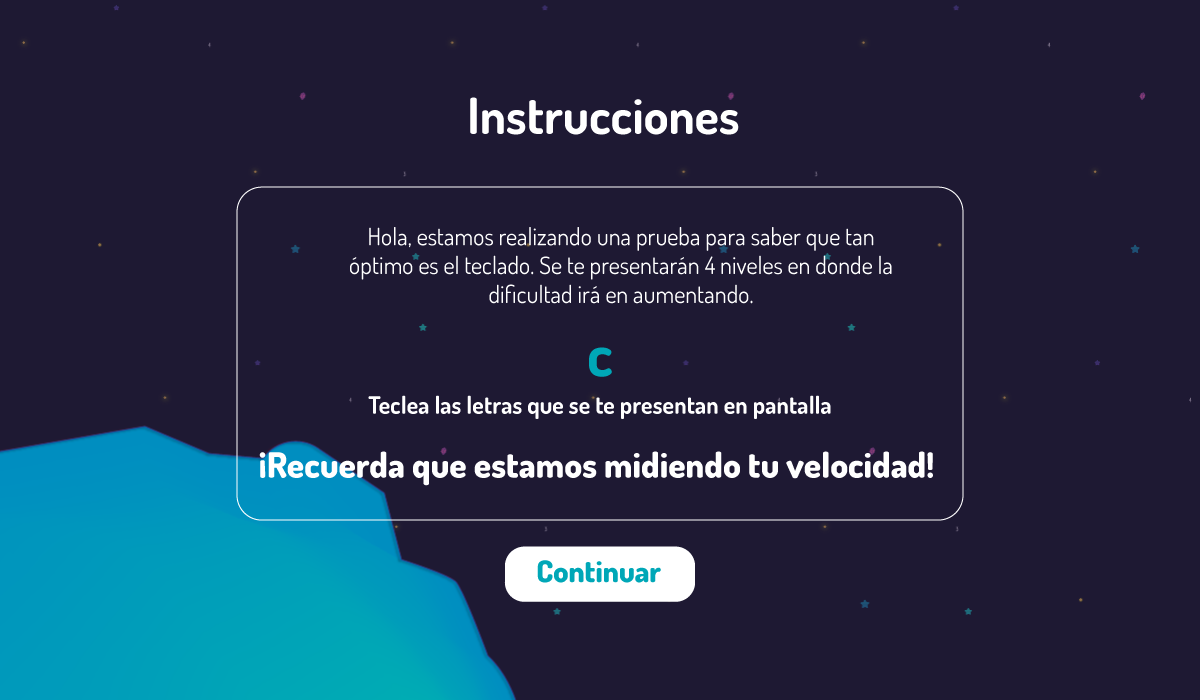 Instrucciones
Hola, estamos realizando una prueba para saber que tan
óptimo es el teclado. Se te presentarán 4 niveles en donde la
dificultad irá en aumentando.
C
Teclea las letras que se te presentan en pantalla
¡Recuerda que estamos midiendo tu velocidad!
Continuar